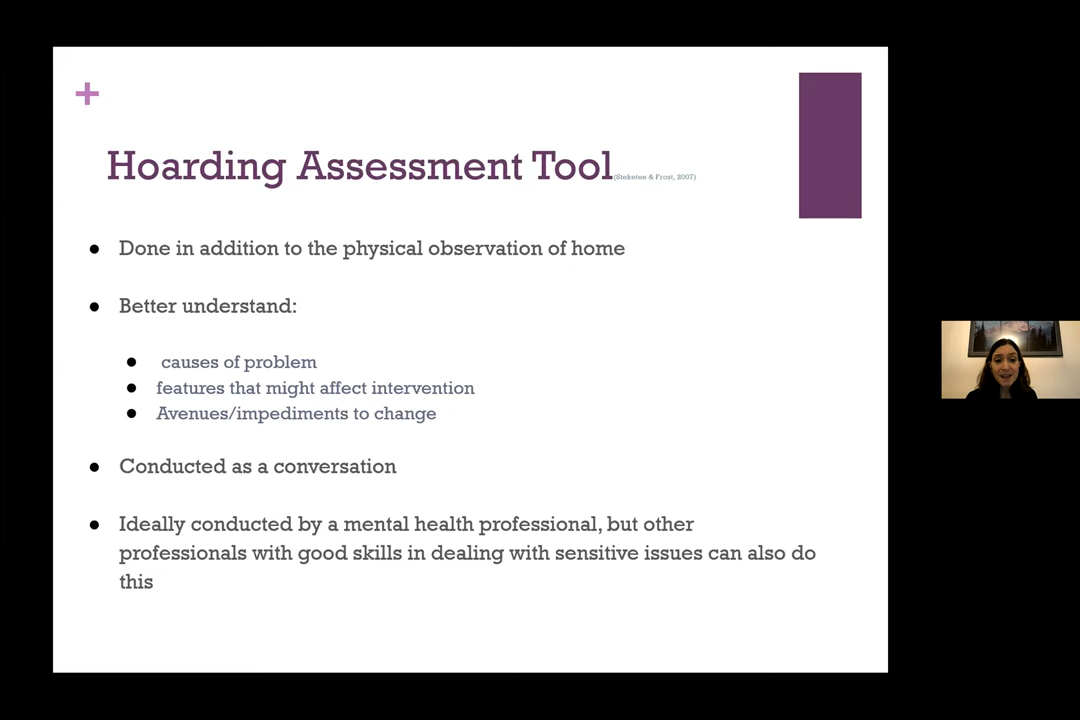 +
Hoarding Assessment Tool (Steketee & Frost, 2007)
● Done in addition to the physical observation of home
● Better understand:
● causes of problem
● features that might affect intervention
● Avenues/impediments to change
● Conducted as a conversation
● Ideally conducted by a mental health professional, but other
professionals with good skills in dealing with sensitive issues can also do
this